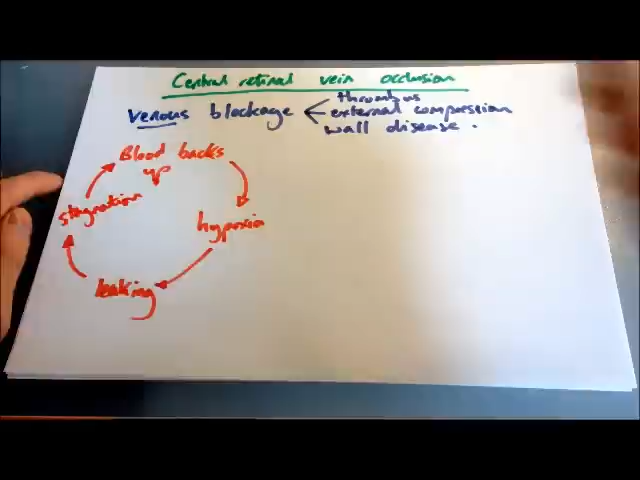 Central retinal vein occlusion
venous blockage
thrombus
external compression
wall disease.
Blood backs
up
hypoxia
leaking
stagnation